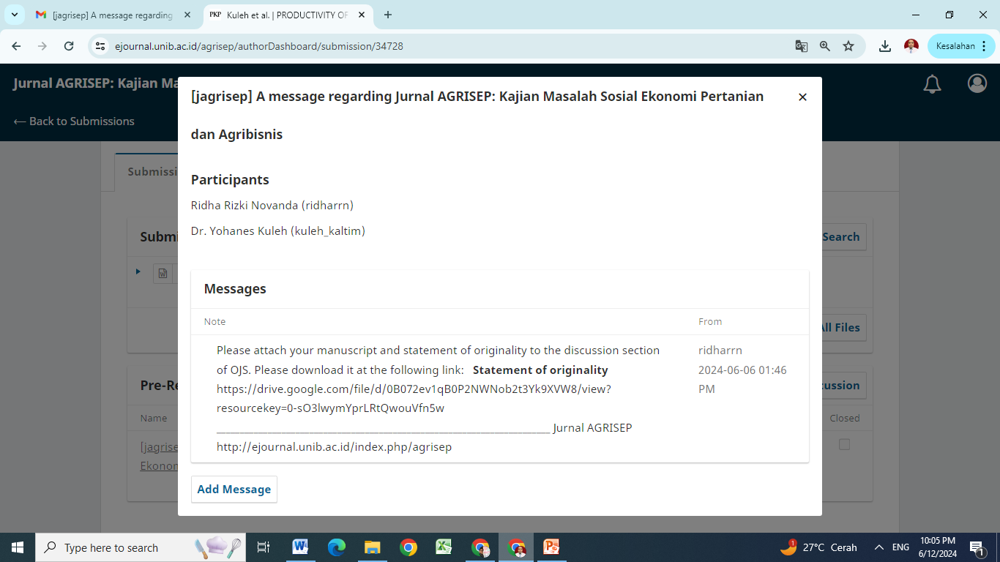 [jagrisep] A message regarding
Kuleh et al. | PRODUCTIVITY OF
ejournal.unib.ac.id/agrisep/authorDashboard/submission/34728
Kesalahan
Jurnal AGRISEP: Kajian Ma
← Back to Submissions
[jagrisep] A message regarding Jurnal AGRISEP: Kajian Masalah Sosial Ekonomi Pertanian
dan Agribisnis
Participants
Ridha Rizki Novanda (ridharrn)
Dr. Yohanes Kuleh (kuleh_kaltim)
Submissi
Submi
Search
All Files
Messages
Note From
Please attach your manuscript and statement of originality to the discussion section
of OJS. Please download it at the following link: Statement of originality
https://drive.google.com/file/d/0B072ev1qB0P2NWNob2t3Yk9XVW8/view?
resourcekey=0-sO3lwymYprLRtQwouVfn5w
________________________________________________________________ Jurnal AGRISEP
http://ejournal.unib.ac.id/index.php/agrisep
ridharrn
2024-06-06 01:46
PM
Add Message
Pre-Re
cussion
Name
Closed
[jagrise
Ekonom
Type here to search
27°C Cerah
ENG
10:05 PM
6/12/2024